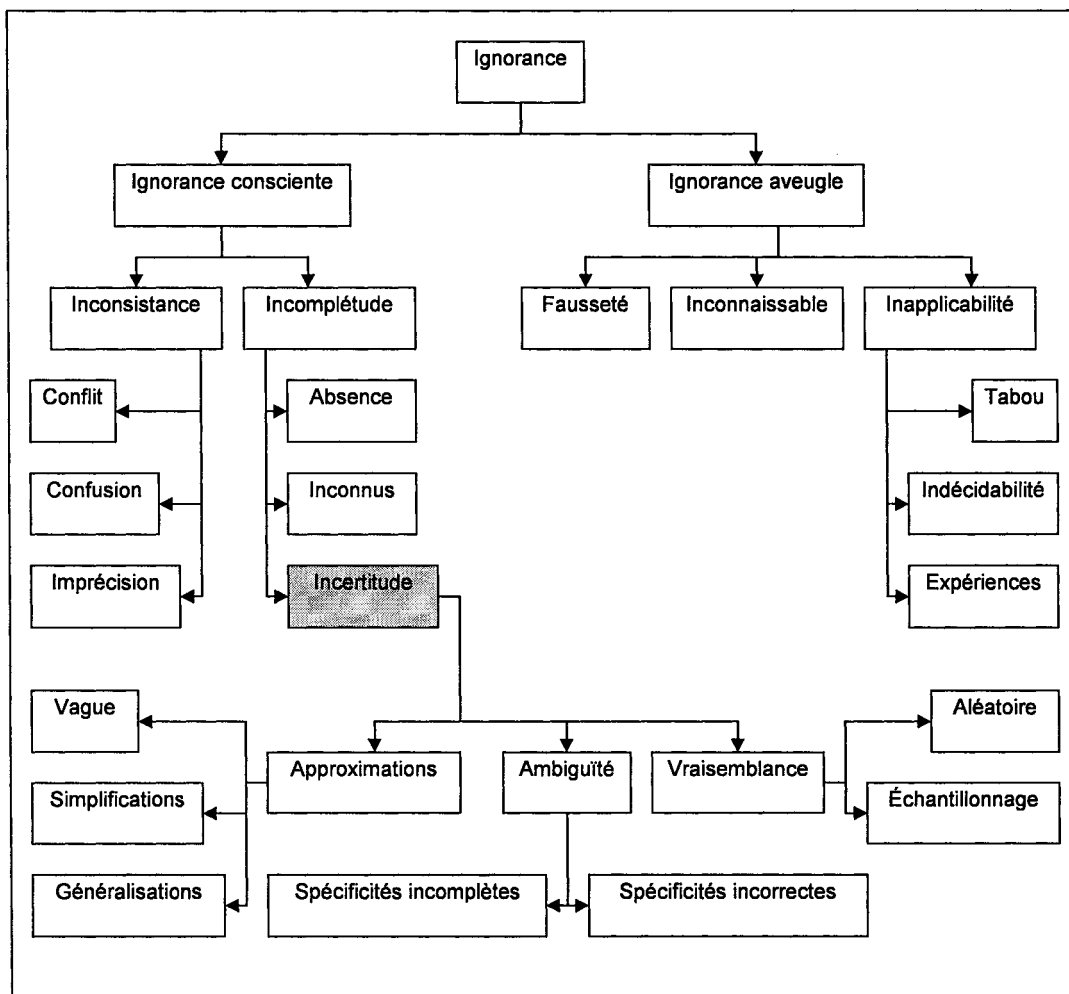 Ignorance
Ignorance consciente
Ignorance aveugle
Inconsistance
Incomplétude
Fausseté
Inconnaissable
Inapplicabilité
Conflit
Absence
Tabou
Confusion
Inconnus
Indécidabilité
Imprécision
Incertitude
Expériences
Vague
Aléatoire
Approximations
Ambiguïté
Vraisemblance
Simplifications
Échantillonnage
Généralisations
Spécificités incomplètes
Spécificités incorrectes